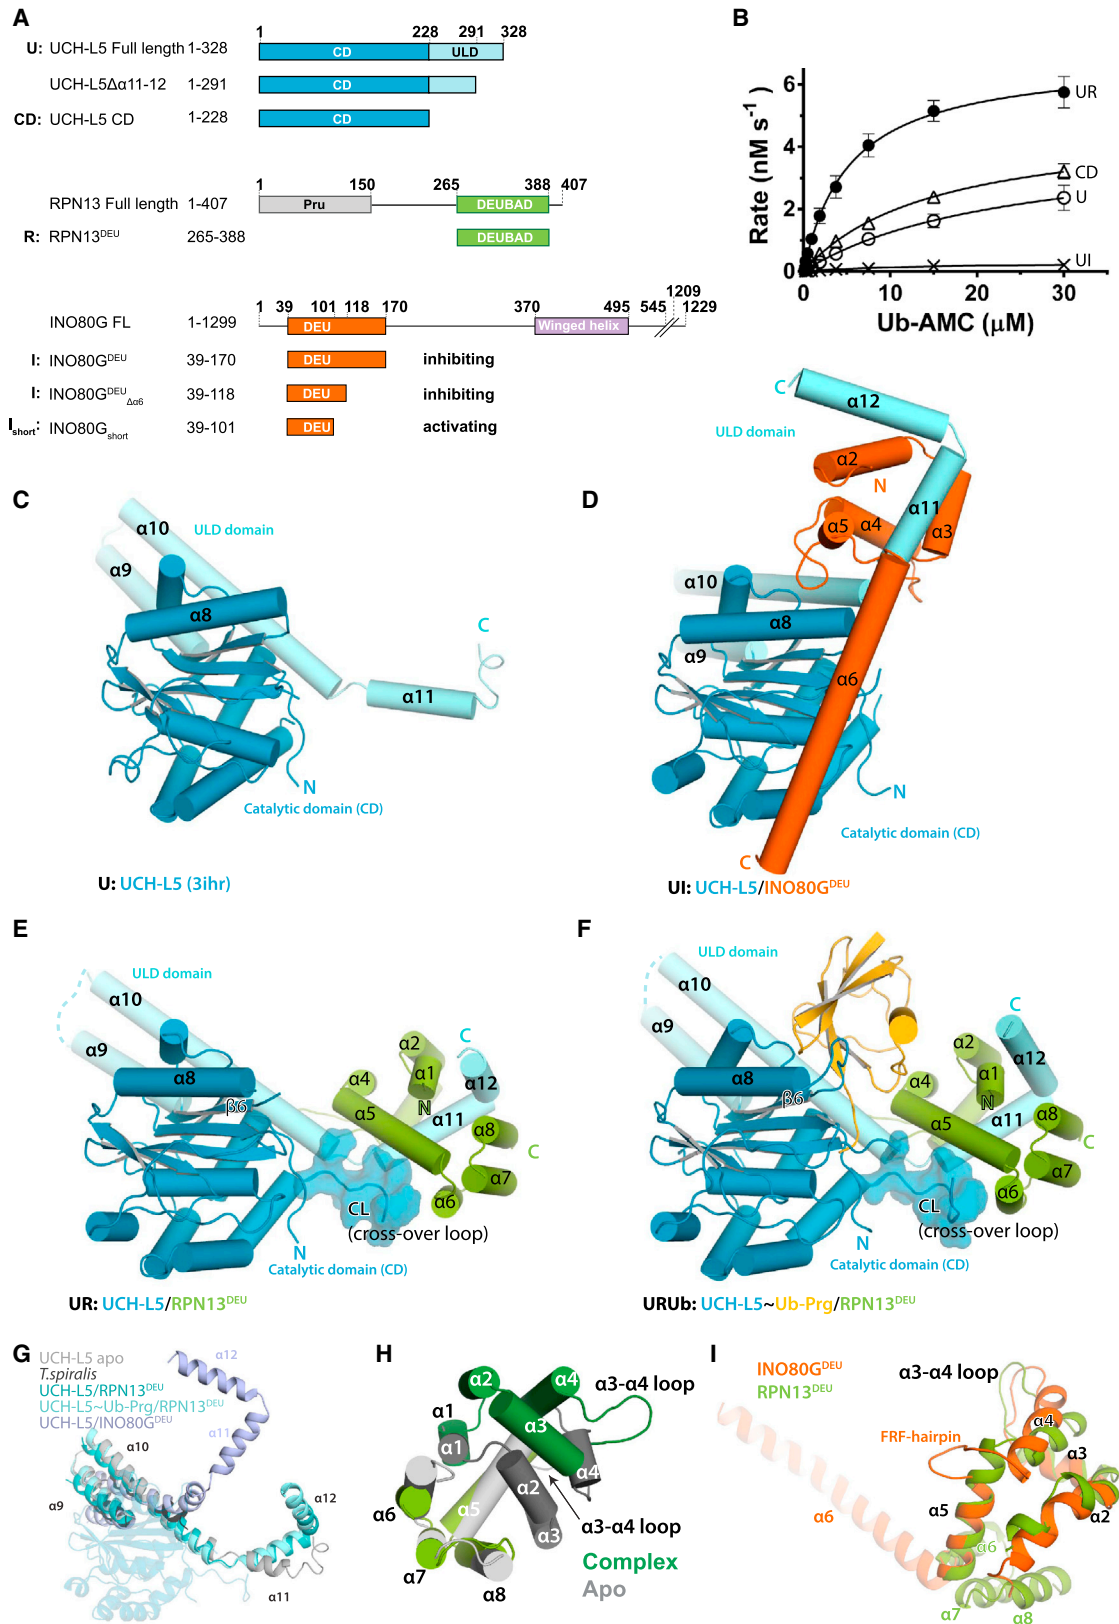 A
1 228 291 328
U: UCH-L5 Full length 1-328 CD ULD
UCH-L5Δα11-12 1-291 CD
CD: UCH-L5 CD 1-228 CD
1 150 265 388 407
RPN13 Full length 1-407 Pru DEUBAD
R: RPN13DEU 265-388 DEUBAD
1 39 101 118 170 370 495 545 1209 1229
INO80G FL 1-1299 DEU Winged helix
I: INO80GDEU 39-170 DEU inhibiting
I: INO80GDEUΔα6 39-118 DEU inhibiting
Ishort: INO80Gshort 39-101 DEU activating
B
Rate (nM s-1)
6
4
2
0
0 10 20 30
Ub-AMC (μM)
UR
CD
U
UI
C
α10
ULD domain
α9
α8
C
α11
N
Catalytic domain (CD)
U: UCH-L5 (3ihr)
D
C
α12
ULD domain
α2
N
α11
α5 α4 α3
α10
α8
α9
α6
N
Catalytic domain (CD)
C
UI: UCH-L5/INO80GDEU
E
ULD domain
α10
α9
α8
β6
α4
α2
α1
N
C
α12
α5
α11
α8
C
α7
α6
CL
(cross-over loop)
N
Catalytic domain (CD)
UR: UCH-L5/RPN13DEU
F
ULD domain
α10
α9
α8
β6
α4
α2
α1
N
C
α12
α5
α11
α8
C
α7
α6
CL
(cross-over loop)
N
Catalytic domain (CD)
URUb: UCH-L5~Ub-Prg/RPN13DEU
G
UCH-L5 apo
T.spiralis
UCH-L5/RPN13DEU
UCH-L5~Ub-Prg/RPN13DEU
UCH-L5/INO80GDEU
α12
α11
α10
α9
α12
α11
H
α2 α4
α3-α4 loop
α1
α3
α1
α2 α4
α6
α5
α3
α3-α4 loop
α7
α8
Complex
Apo
I
INO80GDEU
RPN13DEU
α3-α4 loop
α4
FRF-hairpin
α3
α5
α2
α6
α6
α7
α8